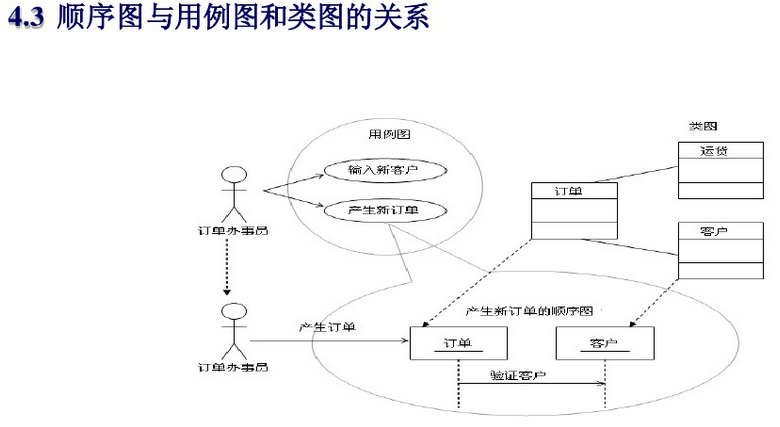 4.3 顺序图与用例图和类图的关系
类图
用例图
运货
输入新客户
订单
产生新订单
客户
订单办事员
产生新订单的顺序图
产生订单
订单
客户
订单办事员
验证客户